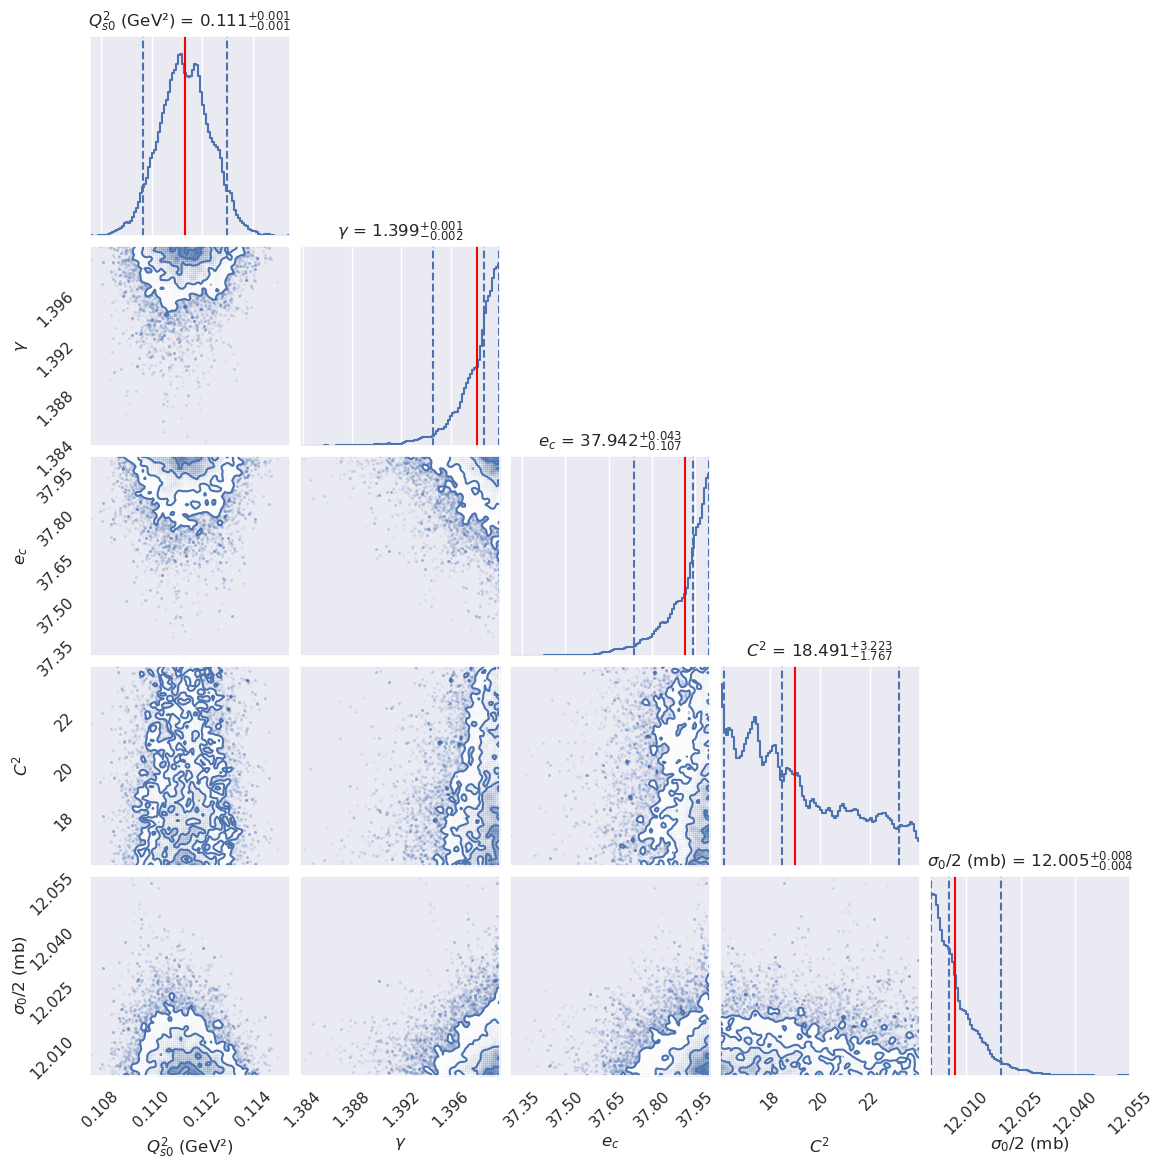 Q²ₛ₀ (GeV²) = 0.111⁺⁰·⁰⁰¹₋₀.₀₀₁
γ = 1.399⁺⁰·⁰⁰¹₋₀.₀₀₂
1.396
1.392
1.388
1.384
γ
e_c = 37.942⁺⁰·⁰⁴³₋₀.₁₀₇
37.95
37.80
37.65
37.50
37.35
e_c
C² = 18.491⁺³·²²³₋₁.₇₆₇
22
20
18
C²
σ₀/2 (mb) = 12.005⁺⁰·⁰⁰⁸₋₀.₀₀₄
12.055
12.040
12.025
12.010
σ₀/2 (mb)
0.108 0.110 0.112 0.114
Q²ₛ₀ (GeV²)
1.384 1.388 1.392 1.396
γ
37.35 37.50 37.65 37.80 37.95
e_c
18 20 22
C²
12.010 12.025 12.040 12.055
σ₀/2 (mb)